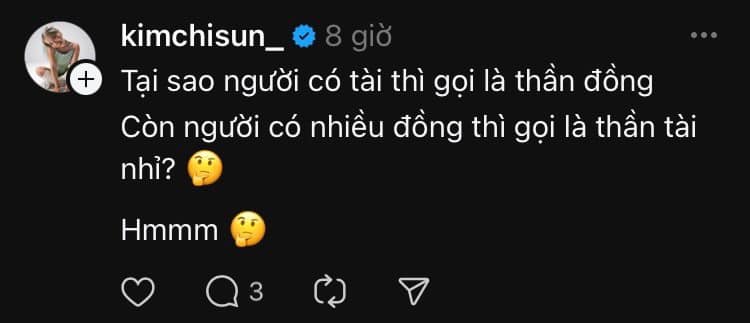 kimchisun_ 8 giờ
Tại sao người có tài thì gọi là thần đồng
Còn người có nhiều đồng thì gọi là thần tài
nhỉ? 🤔
Hmmm 🤔
3